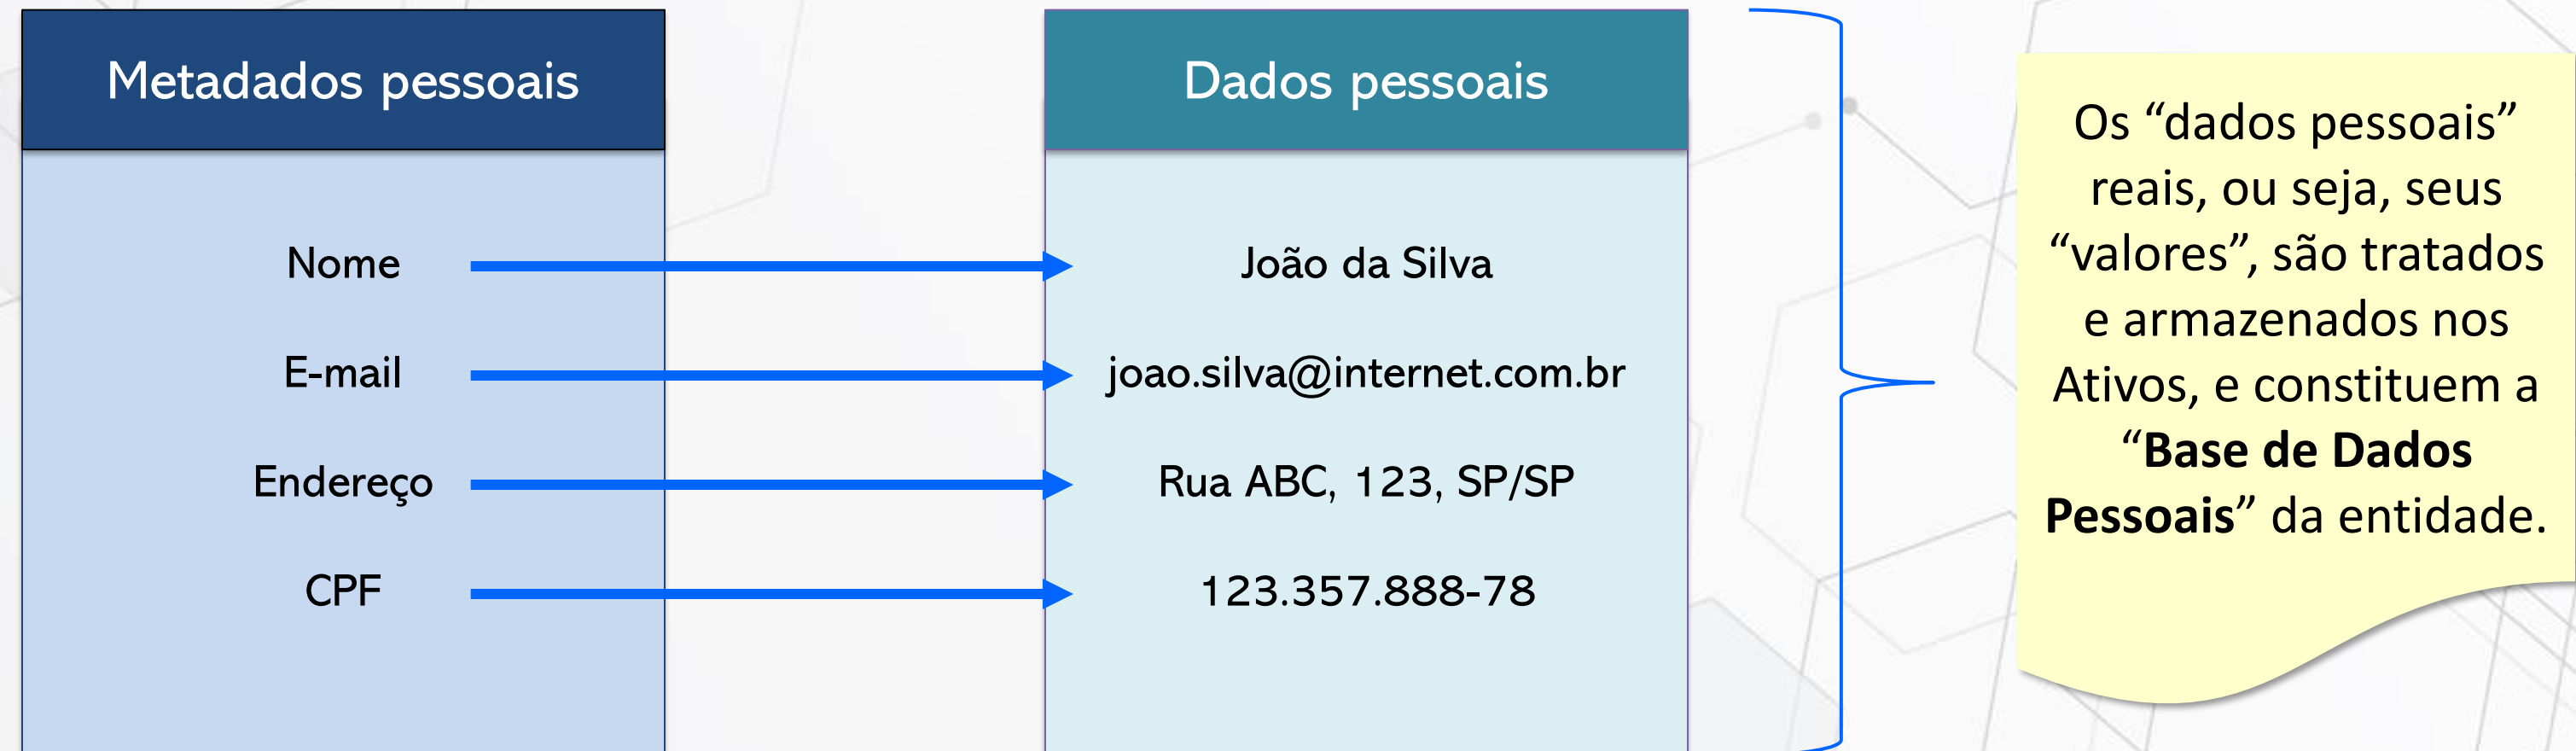 Metadados pessoais
Nome
E-mail
Endereço
CPF
Dados pessoais
João da Silva
joao.silva@internet.com.br
Rua ABC, 123, SP/SP
123.357.888-78
Os “dados pessoais”
reais, ou seja, seus
“valores”, são tratados
e armazenados nos
Ativos, e constituem a
“Base de Dados
Pessoais” da entidade.